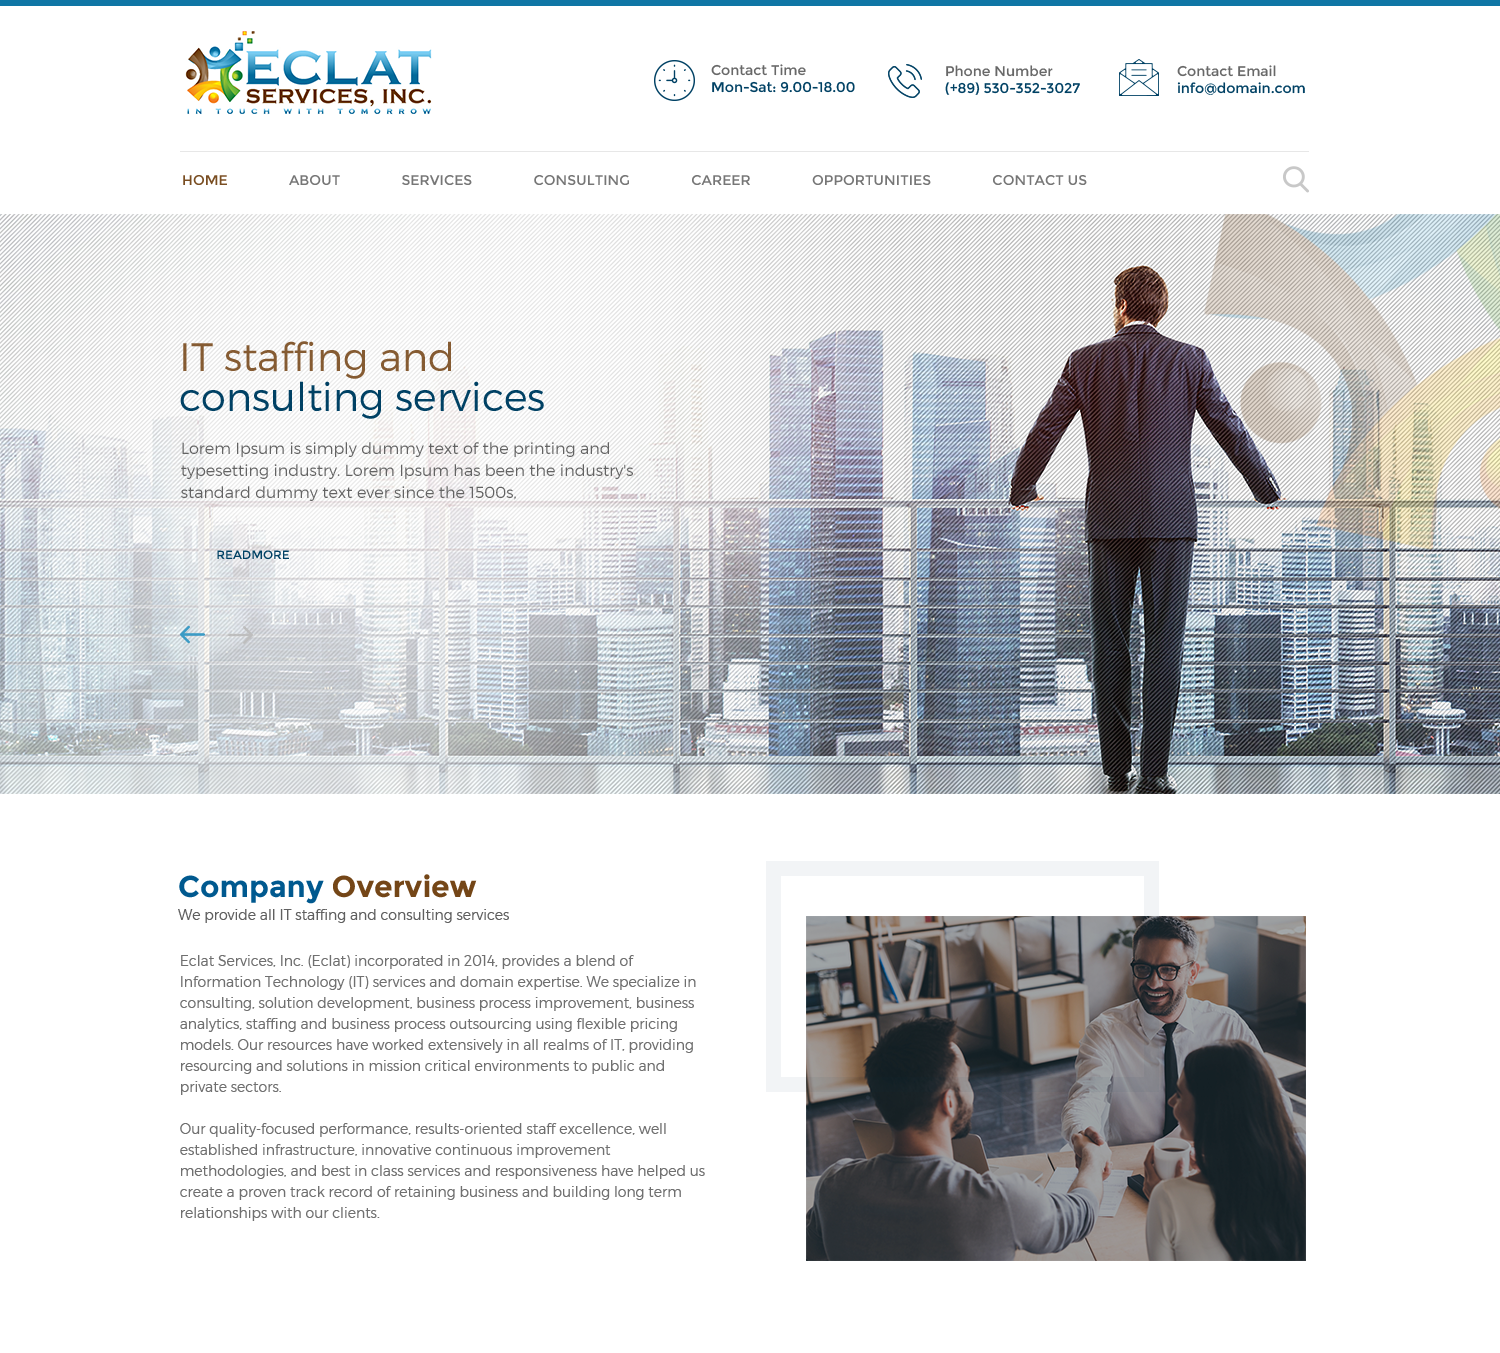 ECLAT
SERVICES, INC.
IN TOUCH WITH TOMORROW
Contact Time
Mon-Sat: 9.00-18.00
Phone Number
(+89) 530-352-3027
Contact Email
info@domain.com
HOME ABOUT SERVICES CONSULTING CAREER OPPORTUNITIES CONTACT US
IT staffing and
consulting services
Lorem Ipsum is simply dummy text of the printing and
typesetting industry. Lorem Ipsum has been the industry's
standard dummy text ever since the 1500s,
READMORE
Company Overview
We provide all IT staffing and consulting services
Eclat Services, Inc. (Eclat) incorporated in 2014, provides a blend of
Information Technology (IT) services and domain expertise. We specialize in
consulting, solution development, business process improvement, business
analytics, staffing and business process outsourcing using flexible pricing
models. Our resources have worked extensively in all realms of IT, providing
resourcing and solutions in mission critical environments to public and
private sectors.
Our quality-focused performance, results-oriented staff excellence, well
established infrastructure, innovative continuous improvement
methodologies, and best in class services and responsiveness have helped us
create a proven track record of retaining business and building long term
relationships with our clients.